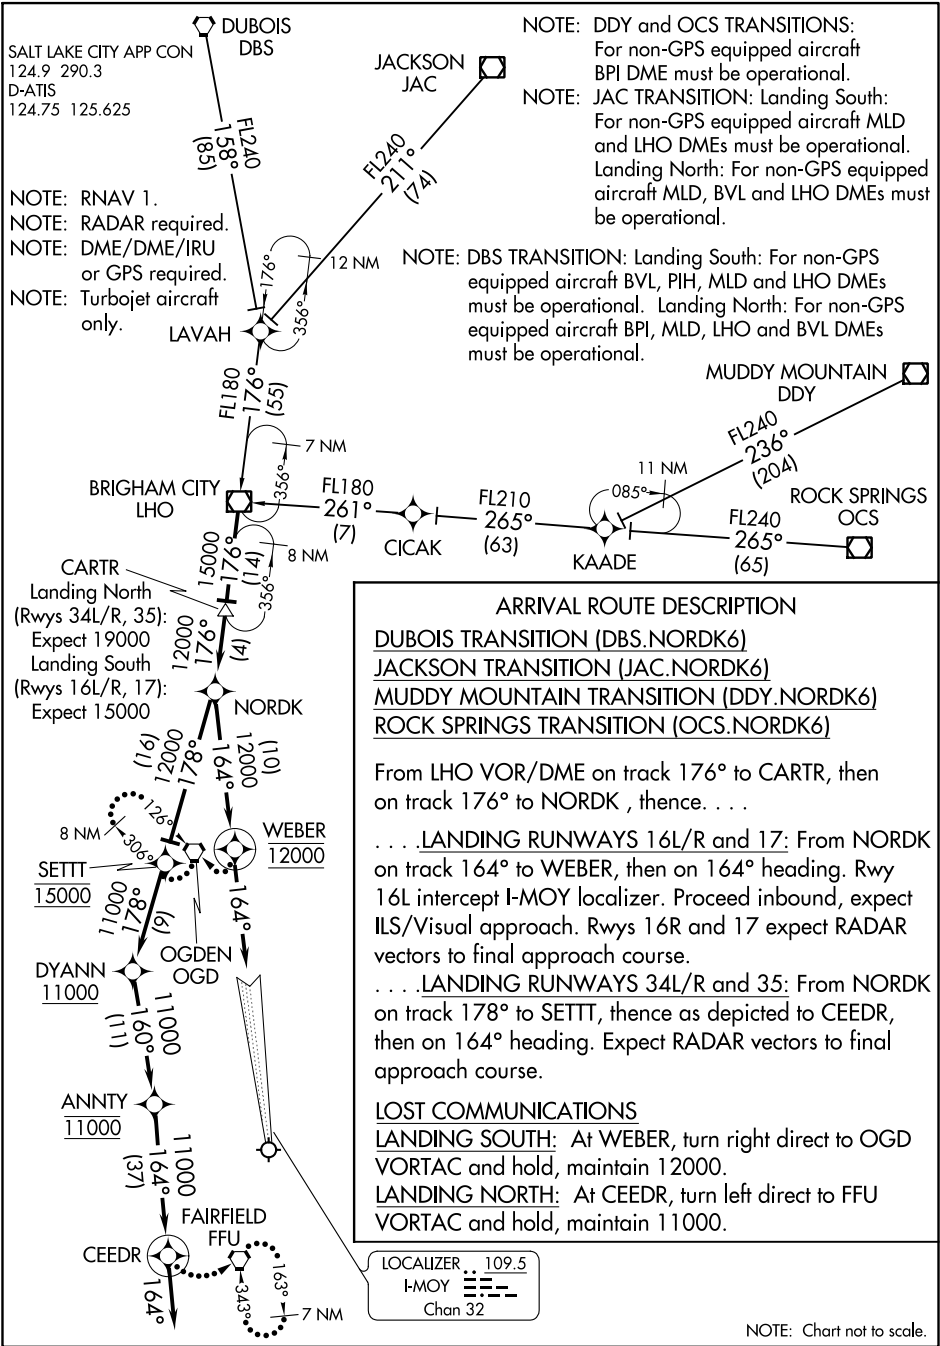 SALT LAKE CITY APP CON
124.9 290.3
D-ATIS
124.75 125.625
DUBOIS
DBS
JACKSON
JAC
NOTE: DDY and OCS TRANSITIONS:
For non-GPS equipped aircraft
BPI DME must be operational.
NOTE: JAC TRANSITION: Landing South:
For non-GPS equipped aircraft MLD
and LHO DMEs must be operational.
Landing North: For non-GPS equipped
aircraft MLD, BVL and LHO DMEs must
be operational.
FL240
158°
(85)
FL240
211°
(74)
NOTE: RNAV 1.
NOTE: RADAR required.
NOTE: DME/DME/IRU
or GPS required.
NOTE: Turbojet aircraft
only.
NOTE: DBS TRANSITION: Landing South: For non-GPS
equipped aircraft BVL, PIH, MLD and LHO DMEs
must be operational. Landing North: For non-GPS
equipped aircraft BPI, MLD, LHO and BVL DMEs
must be operational.
176°
12 NM
356°
LAVAH
FL180
176°
(55)
MUDDY MOUNTAIN
DDY
FL240
236°
(204)
7 NM
356°
BRIGHAM CITY
LHO
FL180
261°
(7)
CICAK
FL210
265°
(63)
11 NM
085°
KAADE
FL240
265°
(65)
ROCK SPRINGS
OCS
15000
176°
(14)
8 NM
356°
CARTR
Landing North
(Rwys 34L/R, 35):
Expect 19000
Landing South
(Rwys 16L/R, 17):
Expect 15000
12000
176°
(4)
NORDK
(16)
12000
178°
(10)
12000
164°
126°
8 NM
306°
SETTT
15000
WEBER
12000
164°
11000
178°
(9)
OGDEN
OGD
DYANN
11000
11000
160°
(11)
ANNTY
11000
11000
164°
(37)
CEEDR
164°
FAIRFIELD
FFU
163°
343°
7 NM
LOCALIZER 109.5
I-MOY
Chan 32
ARRIVAL ROUTE DESCRIPTION
DUBOIS TRANSITION (DBS.NORDK6)
JACKSON TRANSITION (JAC.NORDK6)
MUDDY MOUNTAIN TRANSITION (DDY.NORDK6)
ROCK SPRINGS TRANSITION (OCS.NORDK6)
From LHO VOR/DME on track 176° to CARTR, then
on track 176° to NORDK , thence. . . .
. . . .LANDING RUNWAYS 16L/R and 17: From NORDK
on track 164° to WEBER, then on 164° heading. Rwy
16L intercept I-MOY localizer. Proceed inbound, expect
ILS/Visual approach. Rwys 16R and 17 expect RADAR
vectors to final approach course.
. . . .LANDING RUNWAYS 34L/R and 35: From NORDK
on track 178° to SETTT, thence as depicted to CEEDR,
then on 164° heading. Expect RADAR vectors to final
approach course.
LOST COMMUNICATIONS
LANDING SOUTH: At WEBER, turn right direct to OGD
VORTAC and hold, maintain 12000.
LANDING NORTH: At CEEDR, turn left direct to FFU
VORTAC and hold, maintain 11000.
NOTE: Chart not to scale.